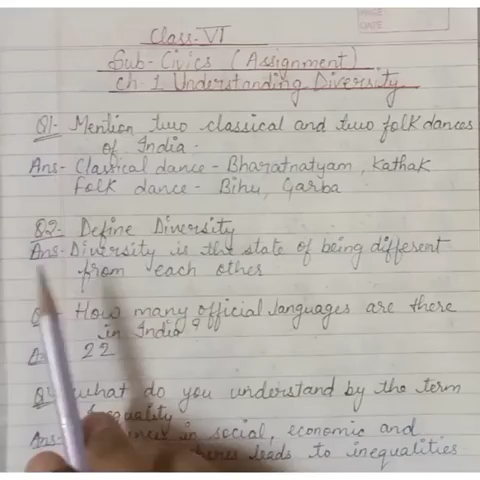 PAGE
DATE
Class-VI
Sub-Civics (Assignment)
Ch-1 Understanding Diversity
Q1- Mention two classical and two folk dances
of India.
Ans- Classical dance - Bharatnatyam, Kathak
Folk dance - Bihu, Garba
Q2- Define Diversity
Ans- Diversity is the state of being different
from each other
Q How many official languages are there
in India?
A 22
Q What do you understand by the term
Ans- in social, economic and
leads to inequalities